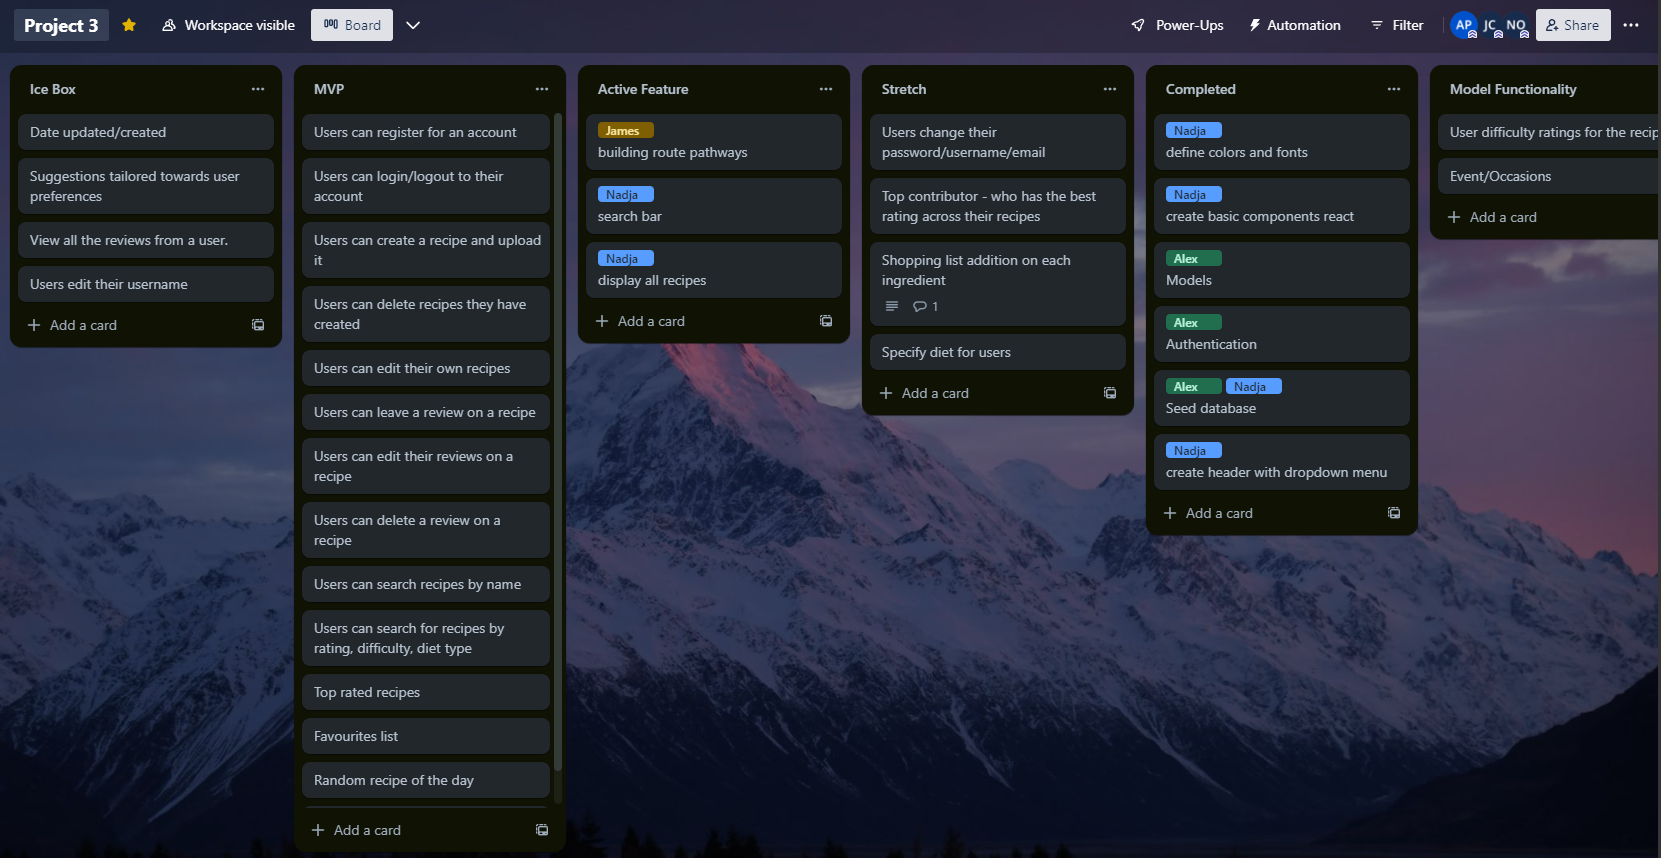 Project 3
Workspace visible
Board
Power-Ups
Automation
Filter
AP
JC
NO
Share
Ice Box
Date updated/created
Suggestions tailored towards user
preferences
View all the reviews from a user.
Users edit their username
Add a card
MVP
Users can register for an account
Users can login/logout to their
account
Users can create a recipe and upload
it
Users can delete recipes they have
created
Users can edit their own recipes
Users can leave a review on a recipe
Users can edit their reviews on a
recipe
Users can delete a review on a
recipe
Users can search recipes by name
Users can search for recipes by
rating, difficulty, diet type
Top rated recipes
Favourites list
Random recipe of the day
Add a card
Active Feature
James
building route pathways
Nadja
search bar
Nadja
display all recipes
Add a card
Stretch
Users change their
password/username/email
Top contributor - who has the best
rating across their recipes
Shopping list addition on each
ingredient
1
Specify diet for users
Add a card
Completed
Nadja
define colors and fonts
Nadja
create basic components react
Alex
Models
Alex
Authentication
Alex Nadja
Seed database
Nadja
create header with dropdown menu
Add a card
Model Functionality
User difficulty ratings for the recip
Event/Occasions
Add a card